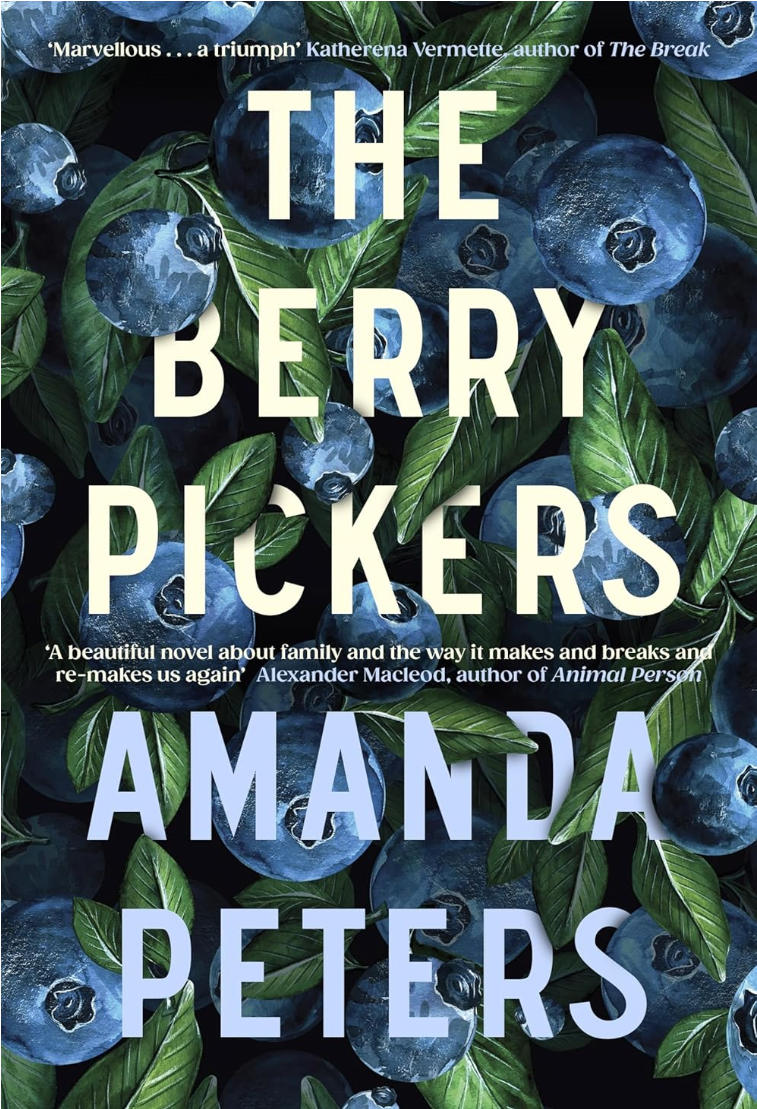 ‘Marvellous . . . a triumph’ Katherena Vermette, author of The Break
THE
BERRY
PICKERS
‘A beautiful novel about family and the way it makes and breaks and
re-makes us again’ Alexander Macleod, author of Animal Person
AMANDA
PETERS